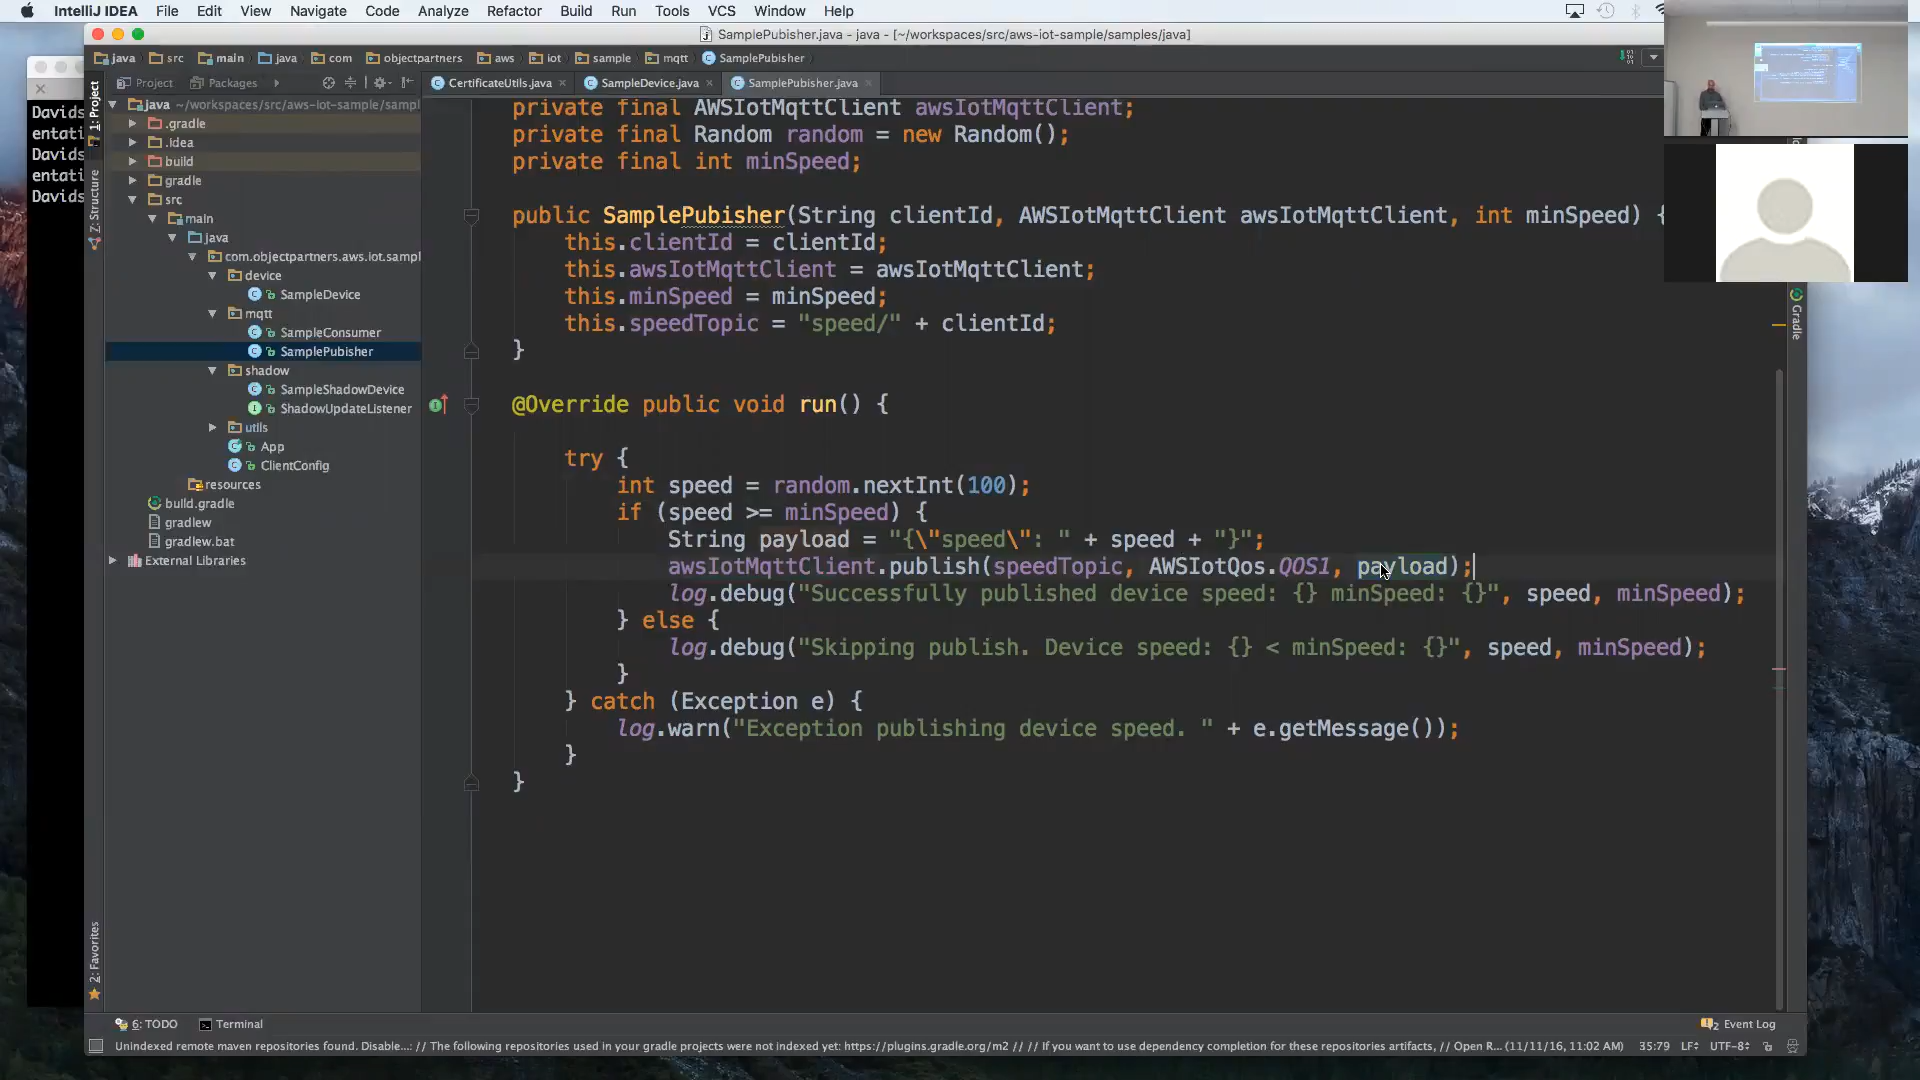 IntelliJ IDEA File Edit View Navigate Code Analyze Refactor Build Run Tools VCS Window Help
SamplePubisher.java - java - [~/workspaces/src/aws-iot-sample/samples/java]
java src main java com objectpartners aws iot sample mqtt SamplePubisher
Project Packages
CertificateUtils.java SampleDevice.java SamplePubisher.java
Davids
entati
Davids
entati
Davids
1: Project
Z: Structure
2: Favorites
java ~/workspaces/src/aws-iot-sample/sampl
.gradle
.idea
build
gradle
src
main
java
com.objectpartners.aws.iot.sampl
device
SampleDevice
mqtt
SampleConsumer
SamplePubisher
shadow
SampleShadowDevice
ShadowUpdateListener
utils
App
ClientConfig
resources
build.gradle
gradlew
gradlew.bat
External Libraries
private final AWSIotMqttClient awsIotMqttClient;
private final Random random = new Random();
private final int minSpeed;
public SamplePubisher(String clientId, AWSIotMqttClient awsIotMqttClient, int minSpeed) {
this.clientId = clientId;
this.awsIotMqttClient = awsIotMqttClient;
this.minSpeed = minSpeed;
this.speedTopic = "speed/" + clientId;
}
@Override public void run() {
try {
int speed = random.nextInt(100);
if (speed >= minSpeed) {
String payload = "{\"speed\": " + speed + "}";
awsIotMqttClient.publish(speedTopic, AWSIotQos.QOS1, payload);
log.debug("Successfully published device speed: {} minSpeed: {}", speed, minSpeed);
} else {
log.debug("Skipping publish. Device speed: {} < minSpeed: {}", speed, minSpeed);
}
} catch (Exception e) {
log.warn("Exception publishing device speed. " + e.getMessage());
}
}
Gradle
6: TODO Terminal
2 Event Log
Unindexed remote maven repositories found. Disable...: // The following repositories used in your gradle projects were not indexed yet: https://plugins.gradle.org/m2 // // If you want to use dependency completion for these repositories artifacts, // Open R... (11/11/16, 11:02 AM) 35:79 LF UTF-8